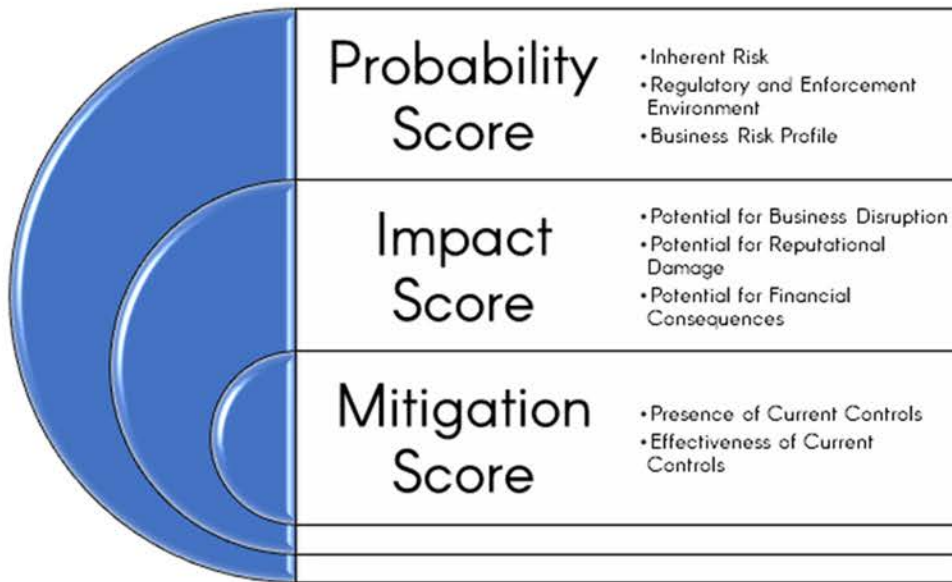 Probability
Score
•Inherent Risk
•Regulatory and Enforcement
Environment
•Business Risk Profile
Impact
Score
•Potential for Business Disruption
•Potential for Reputational
Damage
•Potential for Financial
Consequences
Mitigation
Score
•Presence of Current Controls
•Effectiveness of Current
Controls